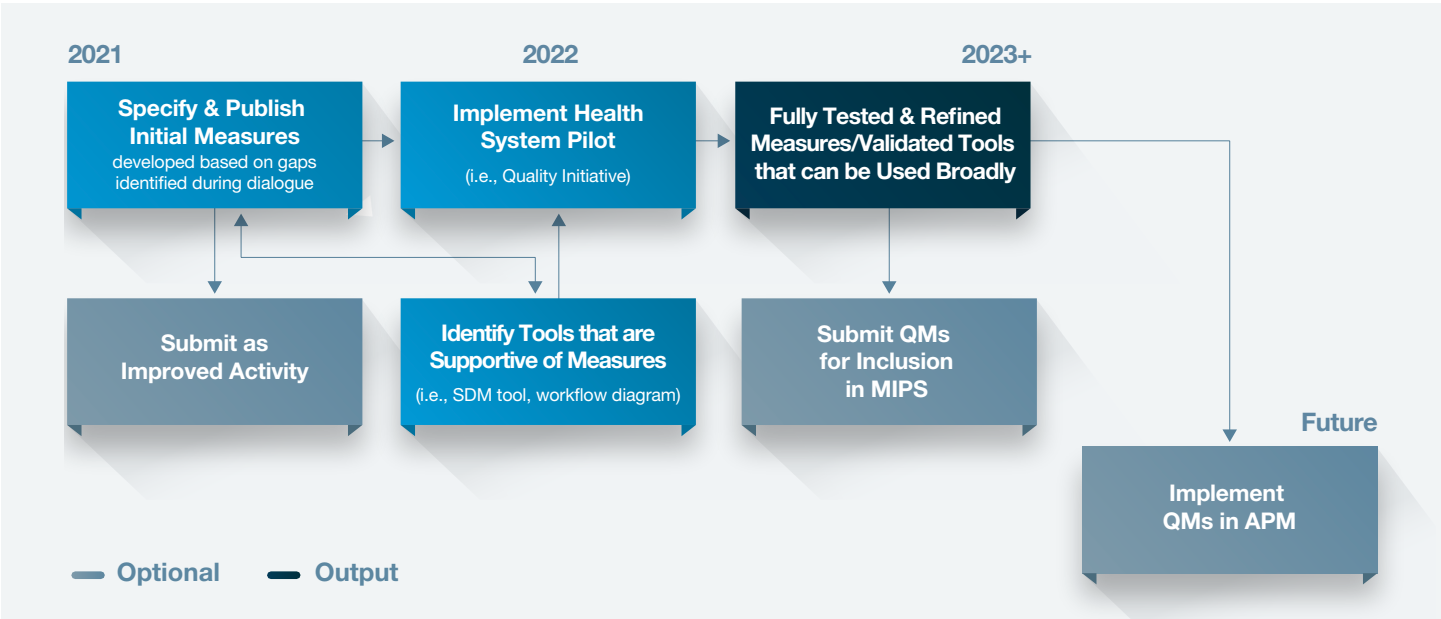 2021
2022
2023+
Specify & Publish
Initial Measures
developed based on gaps
identified during dialogue
Implement Health
System Pilot
(i.e., Quality Initiative)
Fully Tested & Refined
Measures/Validated Tools
that can be Used Broadly
Submit as
Improved Activity
Identify Tools that are
Supportive of Measures
(i.e., SDM tool, workflow diagram)
Submit QMs
for Inclusion
in MIPS
Future
Implement
QMs in APM
Optional
Output